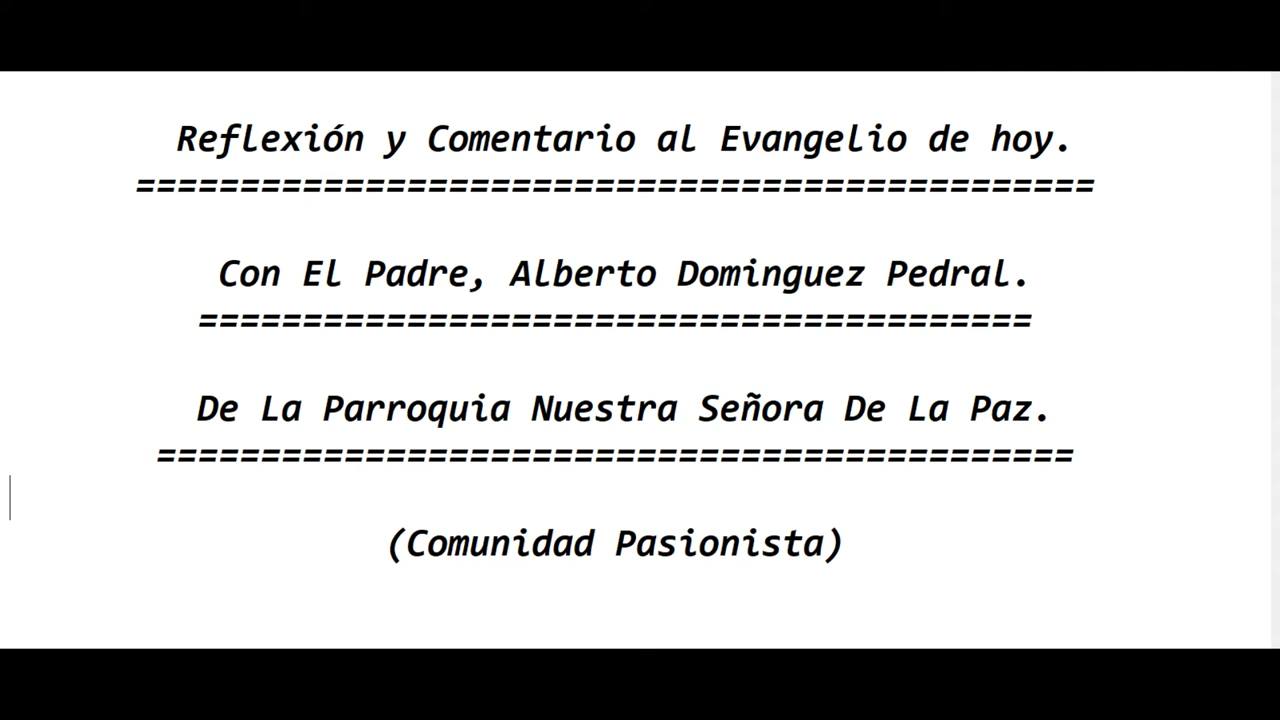 Reflexión y Comentario al Evangelio de hoy.
==============================================
Con El Padre, Alberto Dominguez Pedral.
========================================
De La Parroquia Nuestra Señora De La Paz.
============================================
(Comunidad Pasionista)